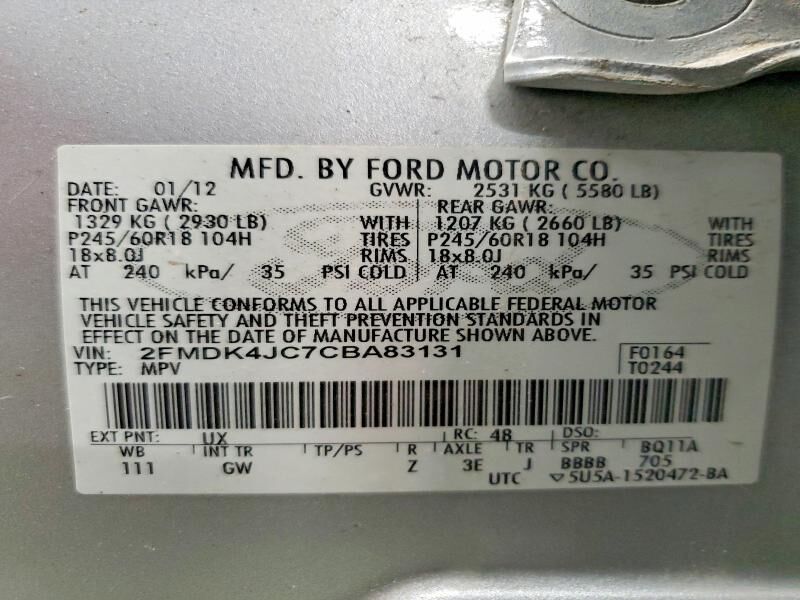 MFD. BY FORD MOTOR CO.
DATE: 01/12 GVWR: 2531 KG ( 5580 LB)
FRONT GAWR: REAR GAWR:
1329 KG ( 2930 LB) WITH 1207 KG ( 2660 LB) WITH
P245/60R18 104H TIRES P245/60R18 104H TIRES
18x8.0J RIMS 18x8.0J RIMS
AT 240 kPa/ 35 PSI COLD AT 240 kPa/ 35 PSI COLD
THIS VEHICLE CONFORMS TO ALL APPLICABLE FEDERAL MOTOR
VEHICLE SAFETY AND THEFT PREVENTION STANDARDS IN
EFFECT ON THE DATE OF MANUFACTURE SHOWN ABOVE.
VIN: 2FMDK4JC7CBA83131 F0164
TYPE: MPV T0244
EXT PNT: UX RC: 48 DSO:
WB INT TR TP/PS R AXLE TR SPR BQ11A
111 GW Z 3E J BBBB 705
UTC ▽5U5A-1520472-BA